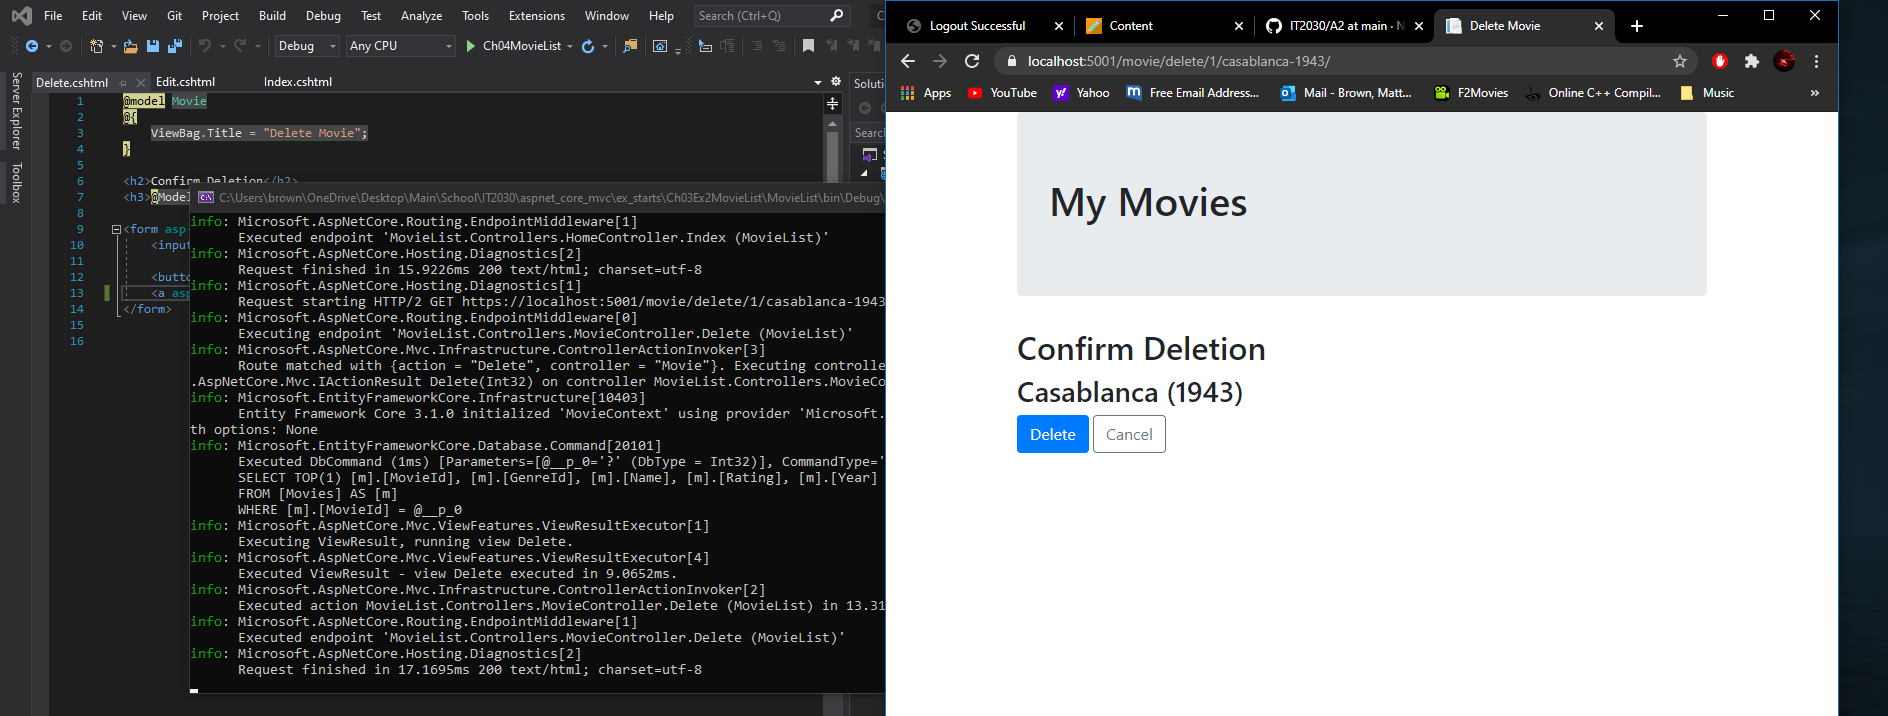 File Edit View Git Project Build Debug Test Analyze Tools Extensions Window Help Search (Ctrl+Q)
Debug Any CPU Ch04MovieList
Server Explorer
Toolbox
Delete.cshtml Edit.cshtml Index.cshtml
Soluti
Searc
1 @model Movie
2 @{
3 ViewBag.Title = "Delete Movie";
4 }
5
6 <h2>Confirm Deletion</h2>
7 <h3>@Model
8
9 <form asp
10 <input
11
12 <butto
13 <a asp
14 </form>
15
16
C:\Users\brown\OneDrive\Desktop\Main\School\IT2030\aspnet_core_mvc\ex_starts\Ch03Ex2MovieList\MovieList\bin\Debug\
info: Microsoft.AspNetCore.Routing.EndpointMiddleware[1]
Executed endpoint 'MovieList.Controllers.HomeController.Index (MovieList)'
info: Microsoft.AspNetCore.Hosting.Diagnostics[2]
Request finished in 15.9226ms 200 text/html; charset=utf-8
info: Microsoft.AspNetCore.Hosting.Diagnostics[1]
Request starting HTTP/2 GET https://localhost:5001/movie/delete/1/casablanca-1943
info: Microsoft.AspNetCore.Routing.EndpointMiddleware[0]
Executing endpoint 'MovieList.Controllers.MovieController.Delete (MovieList)'
info: Microsoft.AspNetCore.Mvc.Infrastructure.ControllerActionInvoker[3]
Route matched with {action = "Delete", controller = "Movie"}. Executing controlle
.AspNetCore.Mvc.IActionResult Delete(Int32) on controller MovieList.Controllers.MovieCo
info: Microsoft.EntityFrameworkCore.Infrastructure[10403]
Entity Framework Core 3.1.0 initialized 'MovieContext' using provider 'Microsoft.
th options: None
info: Microsoft.EntityFrameworkCore.Database.Command[20101]
Executed DbCommand (1ms) [Parameters=[@__p_0='?' (DbType = Int32)], CommandType='
SELECT TOP(1) [m].[MovieId], [m].[GenreId], [m].[Name], [m].[Rating], [m].[Year]
FROM [Movies] AS [m]
WHERE [m].[MovieId] = @__p_0
info: Microsoft.AspNetCore.Mvc.ViewFeatures.ViewResultExecutor[1]
Executing ViewResult, running view Delete.
info: Microsoft.AspNetCore.Mvc.ViewFeatures.ViewResultExecutor[4]
Executed ViewResult - view Delete executed in 9.0652ms.
info: Microsoft.AspNetCore.Mvc.Infrastructure.ControllerActionInvoker[2]
Executed action MovieList.Controllers.MovieController.Delete (MovieList) in 13.31
info: Microsoft.AspNetCore.Routing.EndpointMiddleware[1]
Executed endpoint 'MovieList.Controllers.MovieController.Delete (MovieList)'
info: Microsoft.AspNetCore.Hosting.Diagnostics[2]
Request finished in 17.1695ms 200 text/html; charset=utf-8
Logout Successful Content IT2030/A2 at main · N Delete Movie
localhost:5001/movie/delete/1/casablanca-1943/
Apps YouTube Yahoo Free Email Address... Mail - Brown, Matt... F2Movies Online C++ Compil... Music »
My Movies
Confirm Deletion
Casablanca (1943)
Delete Cancel